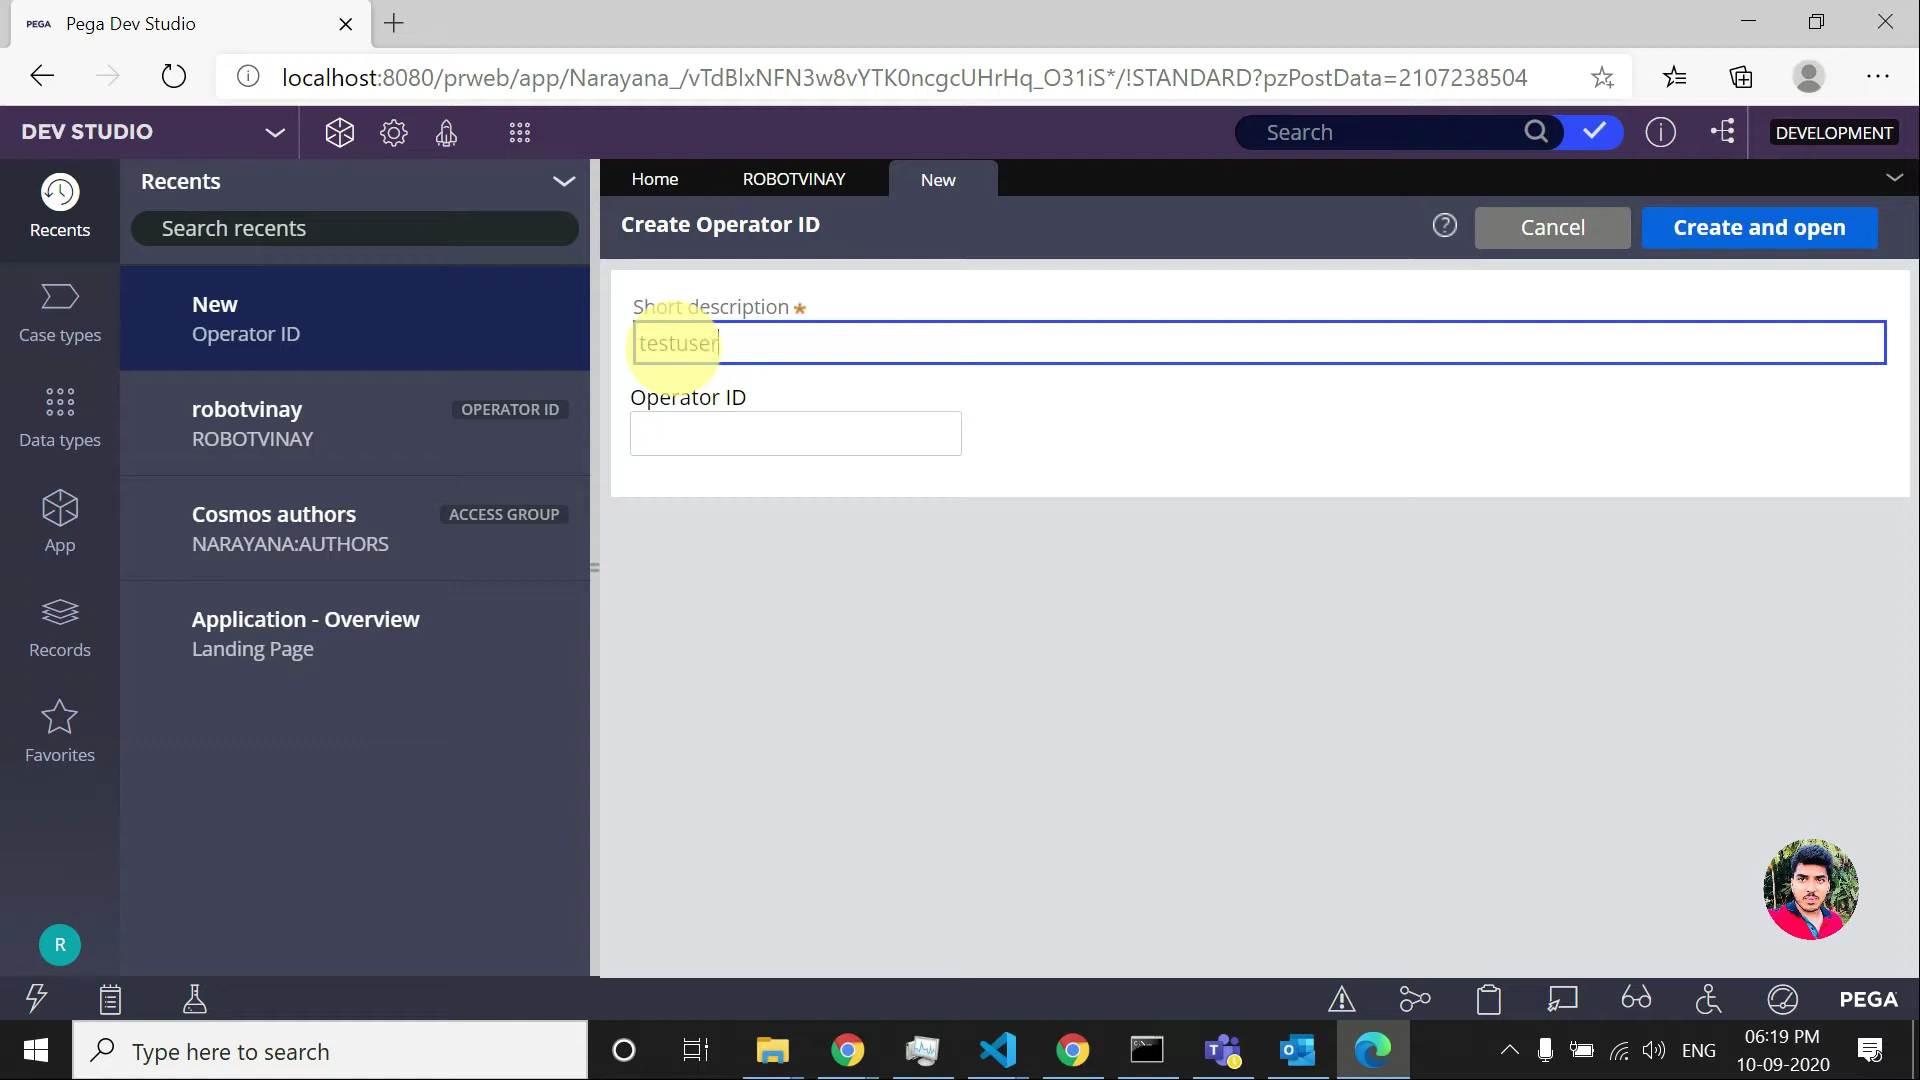 PEGA Pega Dev Studio
localhost:8080/prweb/app/Narayana_/vTdBlxNFN3w8vYTK0ncgcUHrHq_O31iS*/!STANDARD?pzPostData=2107238504
DEV STUDIO
Search
DEVELOPMENT
Recents
Case types
Data types
App
Records
Favorites
R
Recents
Search recents
New
Operator ID
robotvinay OPERATOR ID
ROBOTVINAY
Cosmos authors ACCESS GROUP
NARAYANA:AUTHORS
Application - Overview
Landing Page
Home ROBOTVINAY New
Create Operator ID
Cancel Create and open
Short description *
testuser
Operator ID
PEGA
Type here to search
ENG
06:19 PM
10-09-2020